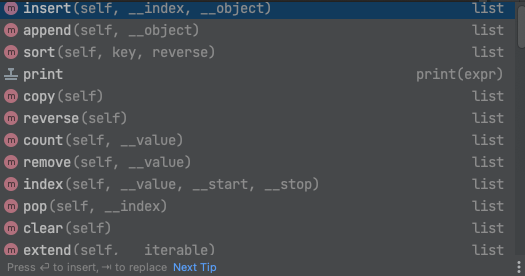 insert(self, __index, __object) list
append(self, __object) list
sort(self, key, reverse) list
print print(expr)
copy(self) list
reverse(self) list
count(self, __value) list
remove(self, __value) list
index(self, __value, __start, __stop) list
pop(self, __index) list
clear(self) list
extend(self, __iterable) list
Press ↵ to insert, ⇥ to replace Next Tip